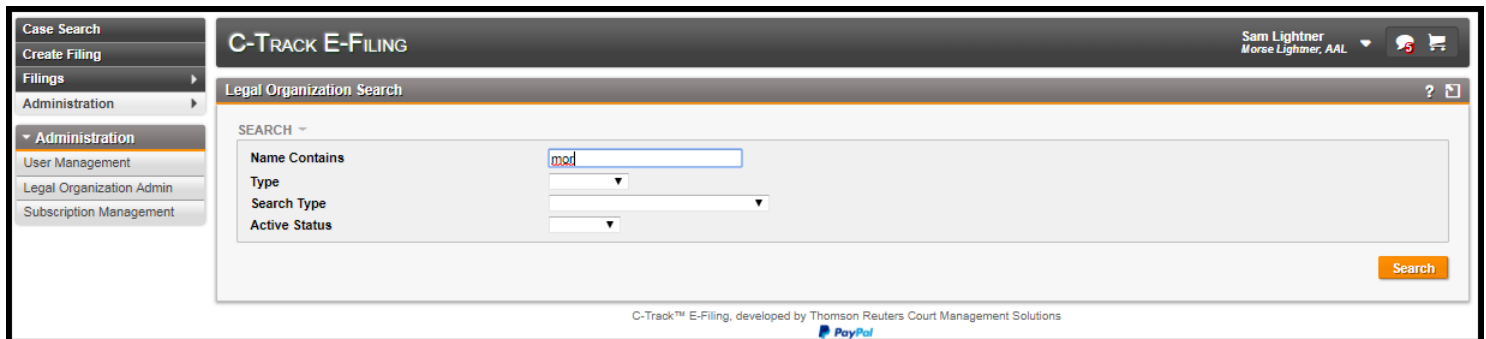 Case Search
Create Filing
Filings
Administration
Administration
User Management
Legal Organization Admin
Subscription Management
C-TRACK E-FILING
Sam Lightner
Morse Lightner, AAL
5
Legal Organization Search
?
SEARCH
Name Contains mor
Type
Search Type
Active Status
Search
C-Track™ E-Filing, developed by Thomson Reuters Court Management Solutions
PayPal